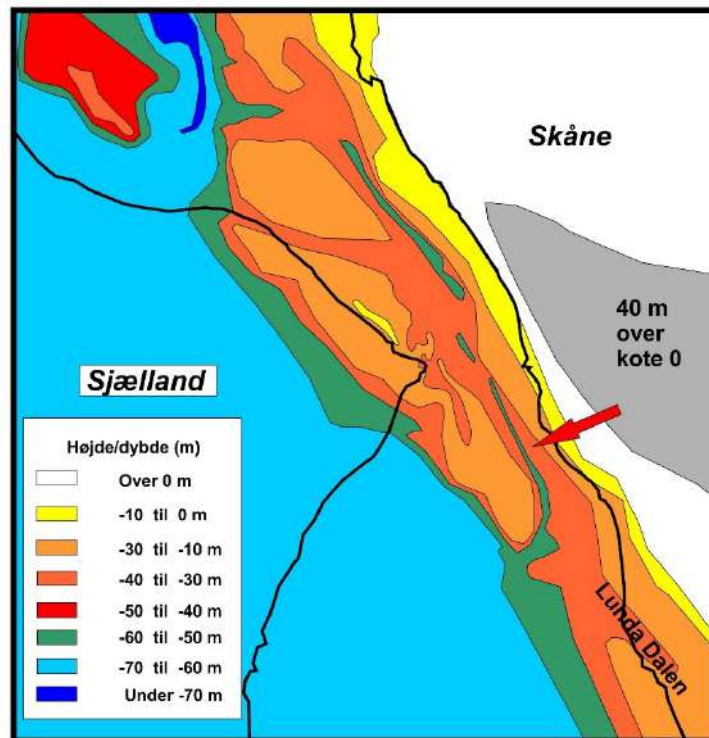 Skåne
40 m
over
kote 0
Sjælland
Højde/dybde (m)
Over 0 m
-10 til 0 m
-30 til -10 m
-40 til -30 m
-50 til -40 m
-60 til -50 m
-70 til -60 m
Under -70 m
Lunda Dalen